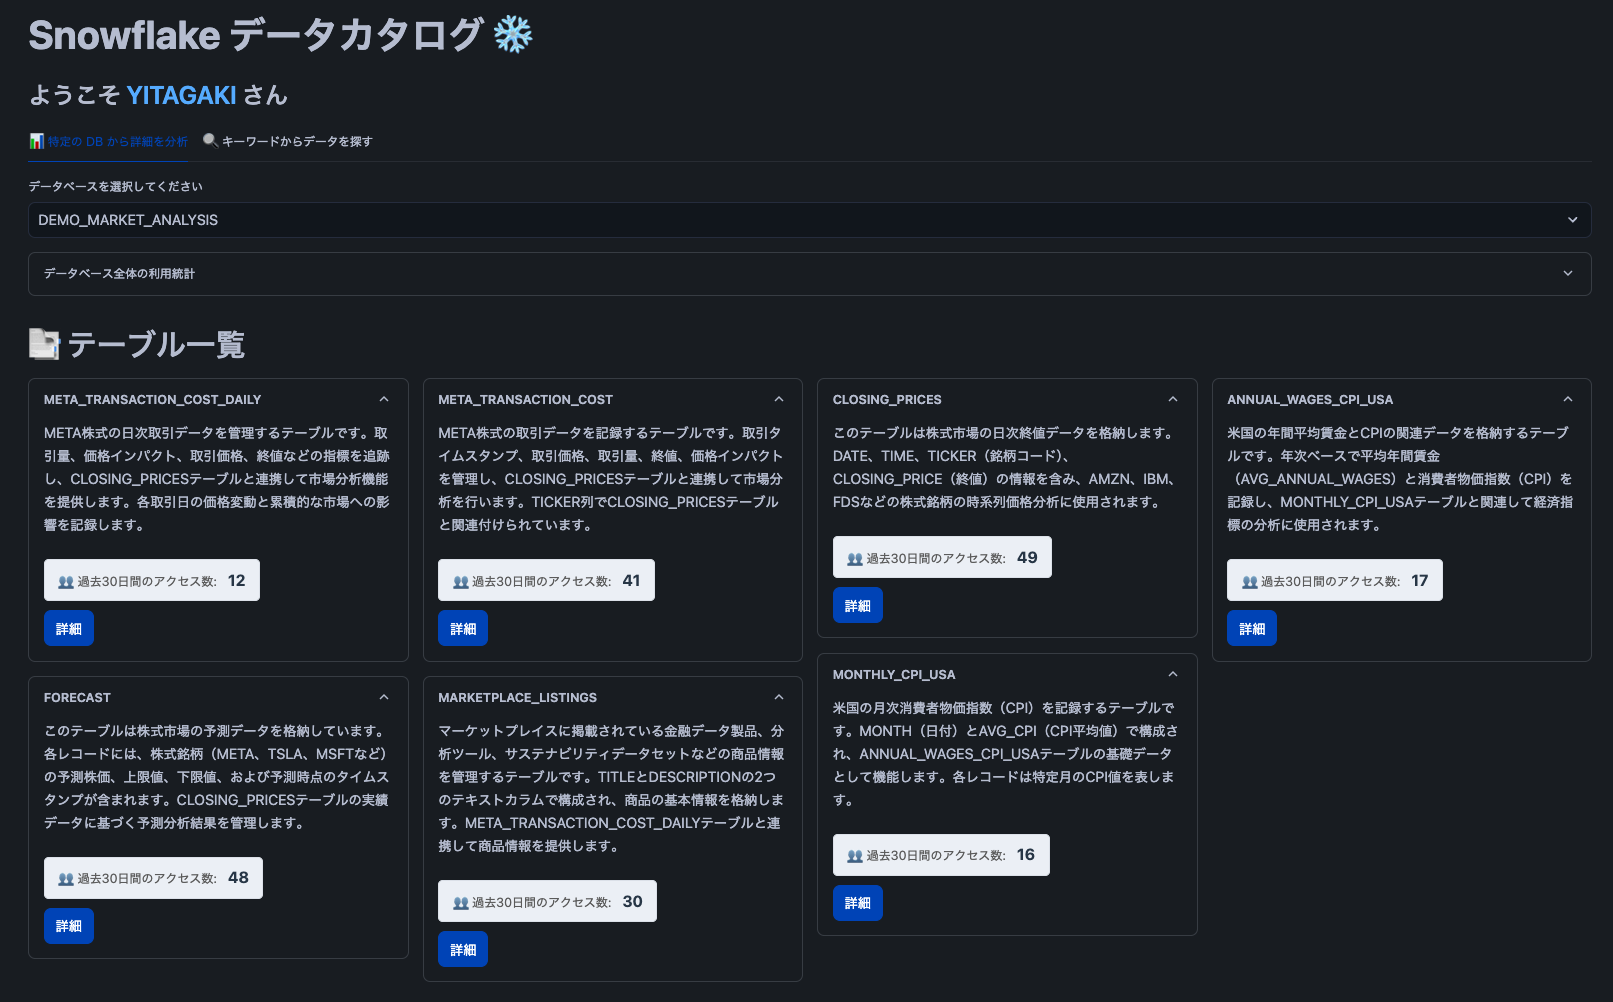 Snowflake データカタログ
ようこそ YITAGAKI さん
特定の DB から詳細を分析
キーワードからデータを探す
データベースを選択してください
DEMO_MARKET_ANALYSIS
データベース全体の利用統計
テーブル一覧
META_TRANSACTION_COST_DAILY
META株式の日次取引データを管理するテーブルです。取
引量、価格インパクト、取引価格、終値などの指標を追跡
し、CLOSING_PRICESテーブルと連携して市場分析機能
を提供します。各取引日の価格変動と累積的な市場への影
響を記録します。
過去30日間のアクセス数: 12
詳細
META_TRANSACTION_COST
META株式の取引データを記録するテーブルです。取引タ
イムスタンプ、取引価格、取引量、終値、価格インパクト
を管理し、CLOSING_PRICESテーブルと連携して市場分
析を行います。TICKER列でCLOSING_PRICESテーブル
と関連付けられています。
過去30日間のアクセス数: 41
詳細
CLOSING_PRICES
このテーブルは株式市場の日次終値データを格納します。
DATE、TIME、TICKER（銘柄コード）、
CLOSING_PRICE（終値）の情報を含み、AMZN、IBM、
FDSなどの株式銘柄の時系列価格分析に使用されます。
過去30日間のアクセス数: 49
詳細
ANNUAL_WAGES_CPI_USA
米国の年間平均賃金とCPIの関連データを格納するテーブ
ルです。年次ベースで平均年間賃金
（AVG_ANNUAL_WAGES）と消費者物価指数（CPI）を
記録し、MONTHLY_CPI_USAテーブルと関連して経済指
標の分析に使用されます。
過去30日間のアクセス数: 17
詳細
FORECAST
このテーブルは株式市場の予測データを格納しています。
各レコードには、株式銘柄（META、TSLA、MSFTなど）
の予測株価、上限値、下限値、および予測時点のタイムス
タンプが含まれます。CLOSING_PRICESテーブルの実績
データに基づく予測分析結果を管理します。
過去30日間のアクセス数: 48
詳細
MARKETPLACE_LISTINGS
マーケットプレイスに掲載されている金融データ製品、分
析ツール、サステナビリティデータセットなどの商品情報
を管理するテーブルです。TITLEとDESCRIPTIONの2つ
のテキストカラムで構成され、商品の基本情報を格納しま
す。META_TRANSACTION_COST_DAILYテーブルと連
携して商品情報を提供します。
過去30日間のアクセス数: 30
詳細
MONTHLY_CPI_USA
米国の月次消費者物価指数（CPI）を記録するテーブルで
す。MONTH（日付）とAVG_CPI（CPI平均値）で構成さ
れ、ANNUAL_WAGES_CPI_USAテーブルの基礎データ
として機能します。各レコードは特定月のCPI値を表しま
す。
過去30日間のアクセス数: 16
詳細